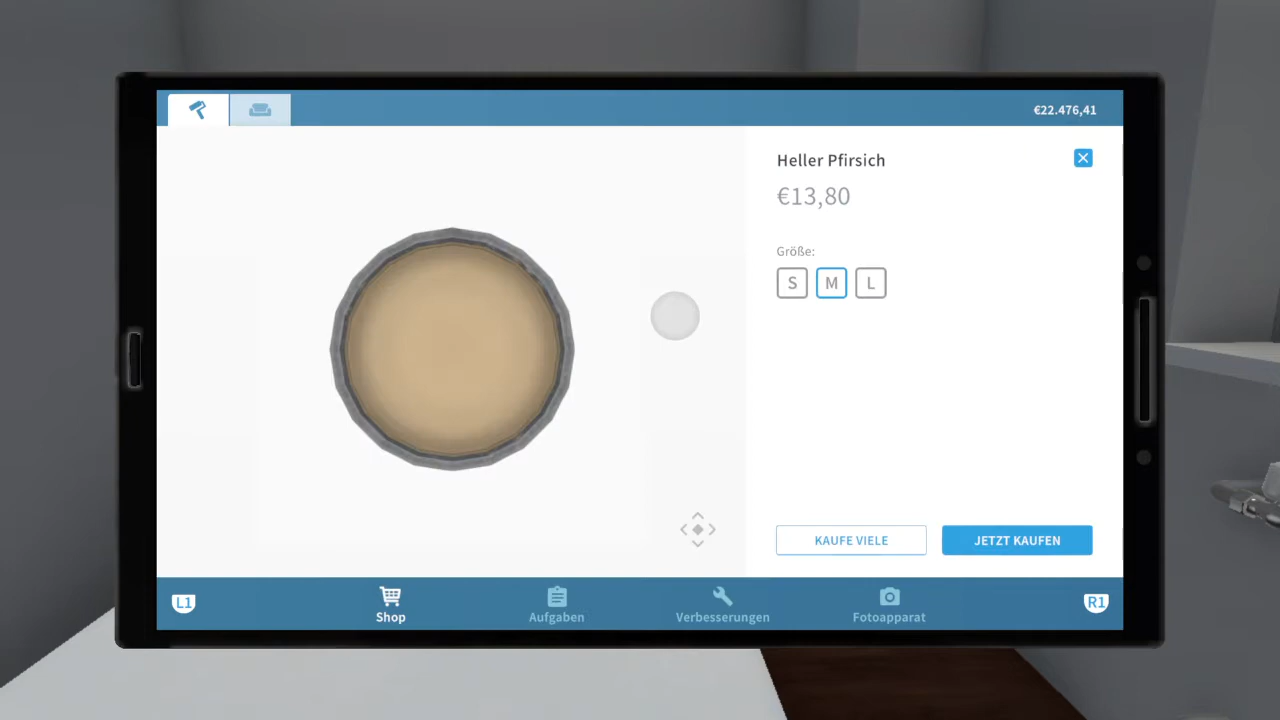 €22.476,41
Heller Pfirsich
€13,80
Größe:
S M L
KAUFE VIELE JETZT KAUFEN
L1 Shop Aufgaben Verbesserungen Fotoapparat R1